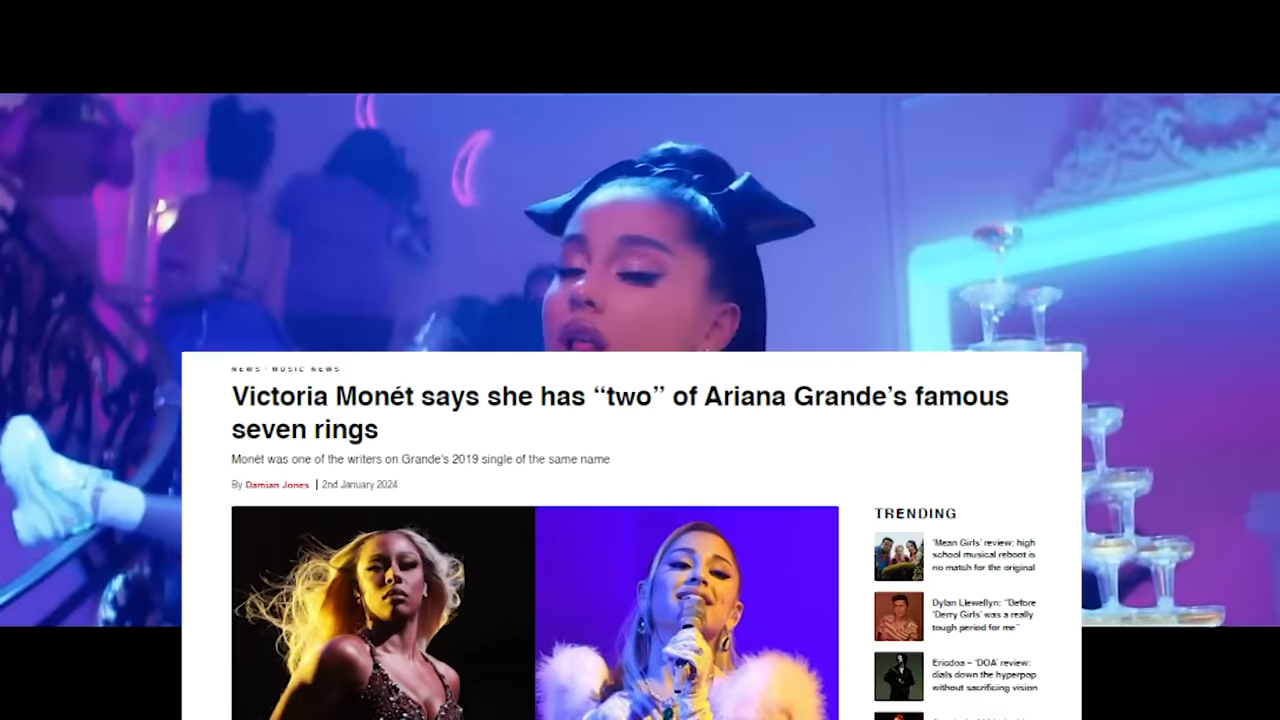 NEWS · MUSIC NEWS
Victoria Monét says she has “two” of Ariana Grande’s famous
seven rings
Monét was one of the writers on Grande's 2019 single of the same name
By Damian Jones | 2nd January 2024
TRENDING
‘Mean Girls’ review: high
school musical reboot is
no match for the original
Dylan Llewellyn: “Before
‘Derry Girls’ was a really
tough period for me”
Ericdoa – ‘DOA’ review:
dials down the hyperpop
without sacrificing vision